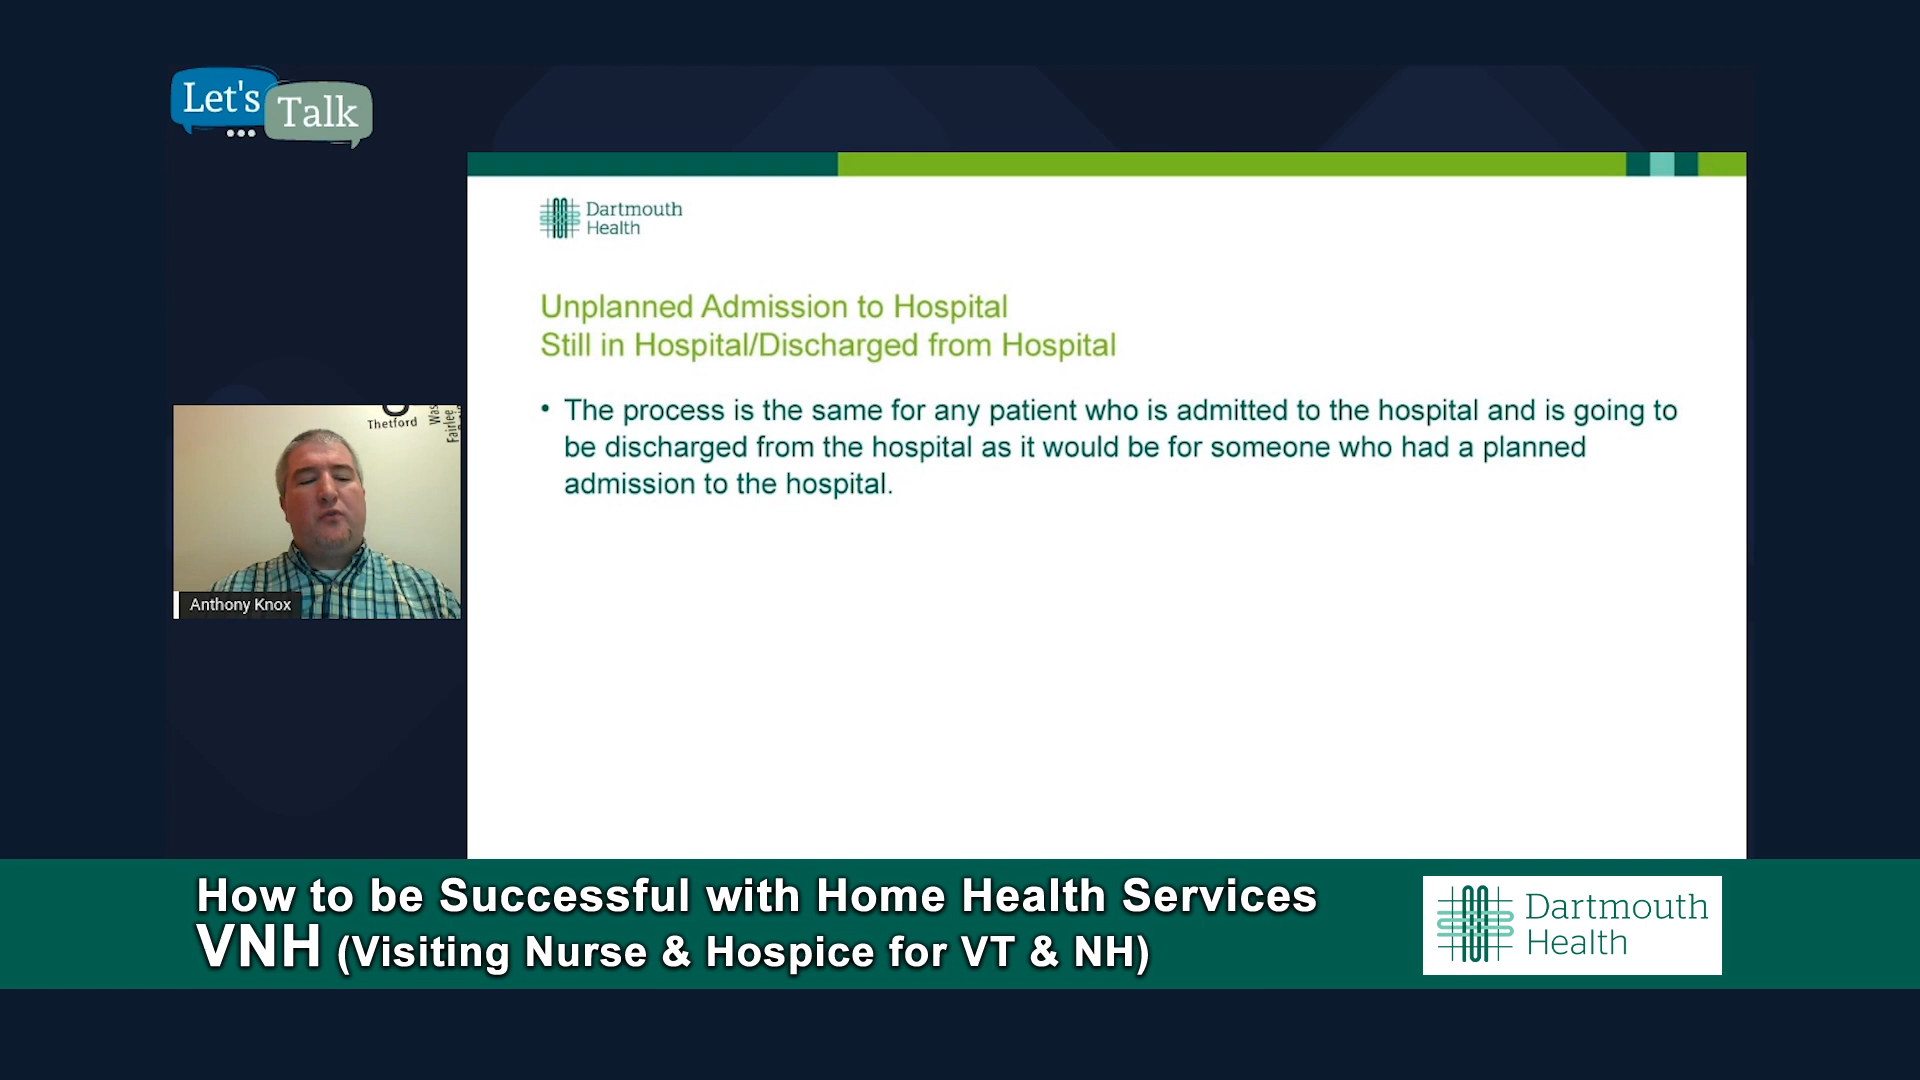 Let's
Talk
Dartmouth
Health
Unplanned Admission to Hospital
Still in Hospital/Discharged from Hospital
• The process is the same for any patient who is admitted to the hospital and is going to
be discharged from the hospital as it would be for someone who had a planned
admission to the hospital.
Thetford
Fairlee
Anthony Knox
How to be Successful with Home Health Services
VNH (Visiting Nurse & Hospice for VT & NH)
Dartmouth
Health